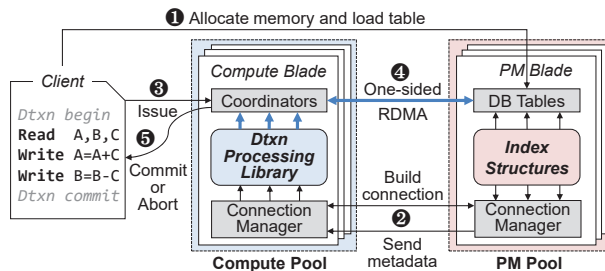 ❶ Allocate memory and load table
Client
Dtxn begin
Read A,B,C
Write A=A+C
Write B=B-C
Dtxn commit
❸
Issue
❺
Commit
or
Abort
Compute Blade
Coordinators
Dtxn
Processing
Library
Connection
Manager
Compute Pool
❹
One-sided
RDMA
Build
connection
❷
Send
metadata
PM Blade
DB Tables
Index
Structures
Connection
Manager
PM Pool